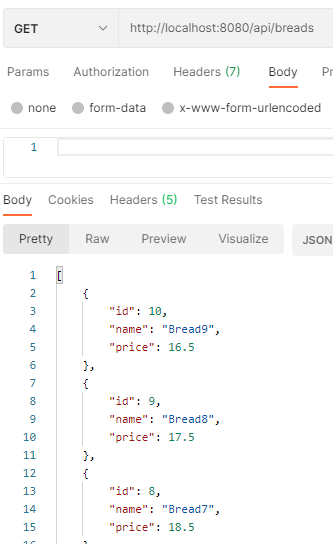 GET http://localhost:8080/api/breads
Params Authorization Headers (7) Body Pr
none form-data x-www-form-urlencoded
1
Body Cookies Headers (5) Test Results
Pretty Raw Preview Visualize JSON
1 [
2 {
3 "id": 10,
4 "name": "Bread9",
5 "price": 16.5
6 },
7 {
8 "id": 9,
9 "name": "Bread8",
10 "price": 17.5
11 },
12 {
13 "id": 8,
14 "name": "Bread7",
15 "price": 18.5